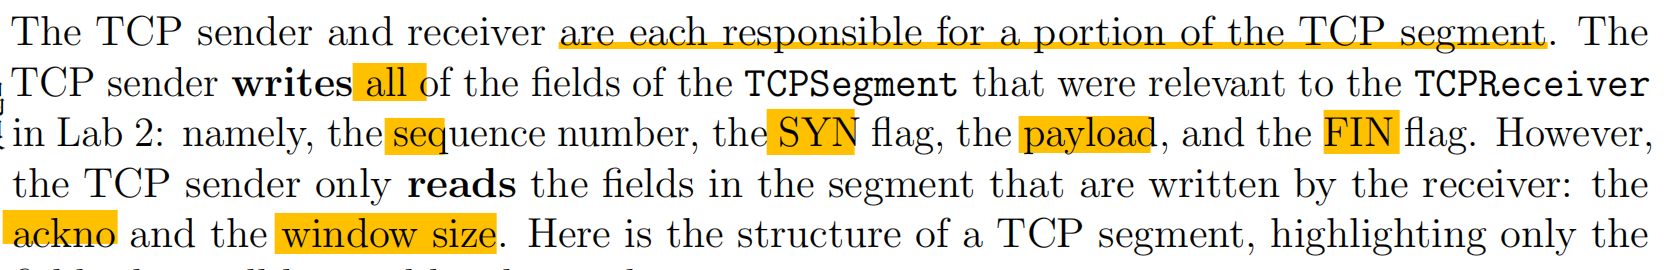 The TCP sender and receiver are each responsible for a portion of the TCP segment. The
TCP sender writes all of the fields of the TCPSegment that were relevant to the TCPReceiver
in Lab 2: namely, the sequence number, the SYN flag, the payload, and the FIN flag. However,
the TCP sender only reads the fields in the segment that are written by the receiver: the
ackno and the window size. Here is the structure of a TCP segment, highlighting only the